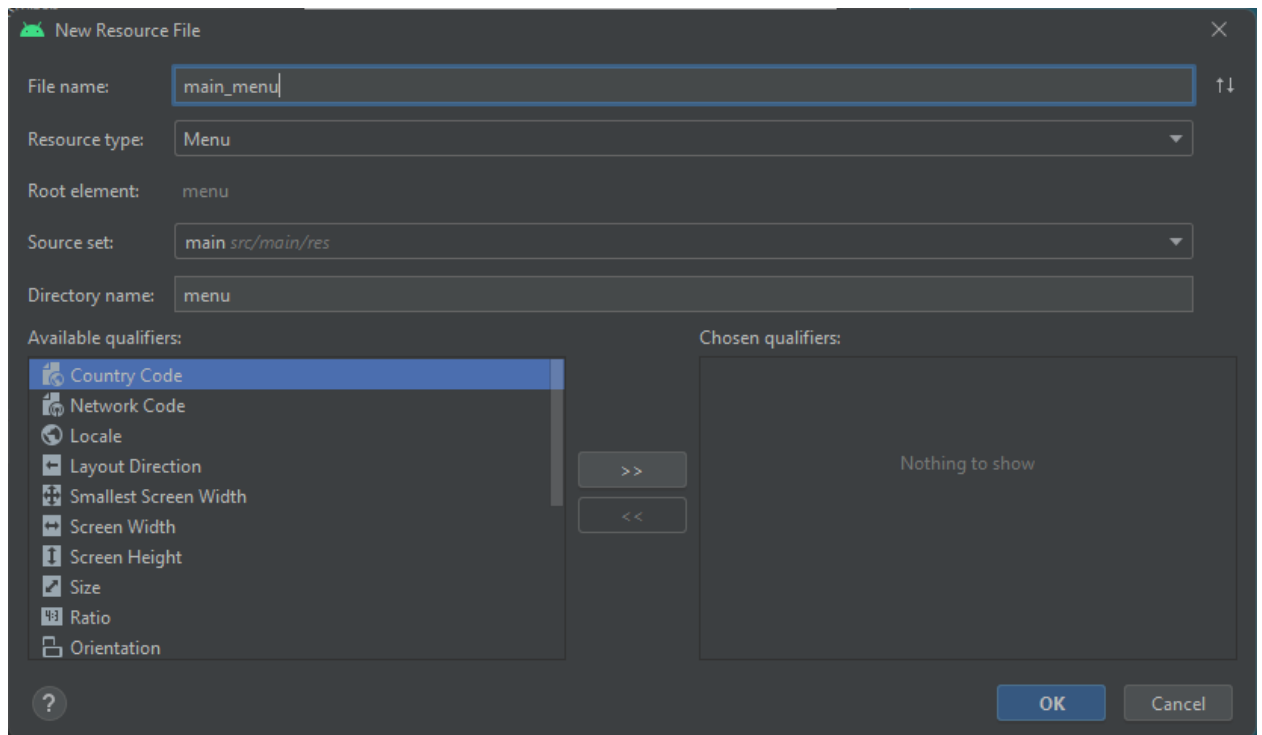 New Resource File
File name: main_menu
Resource type: Menu
Root element: menu
Source set: main src/main/res
Directory name: menu
Available qualifiers: Chosen qualifiers:
Country Code
Network Code
Locale
Layout Direction
Nothing to show
>>
Smallest Screen Width
<<
Screen Width
Screen Height
Size
4:3 Ratio
Orientation
? OK Cancel